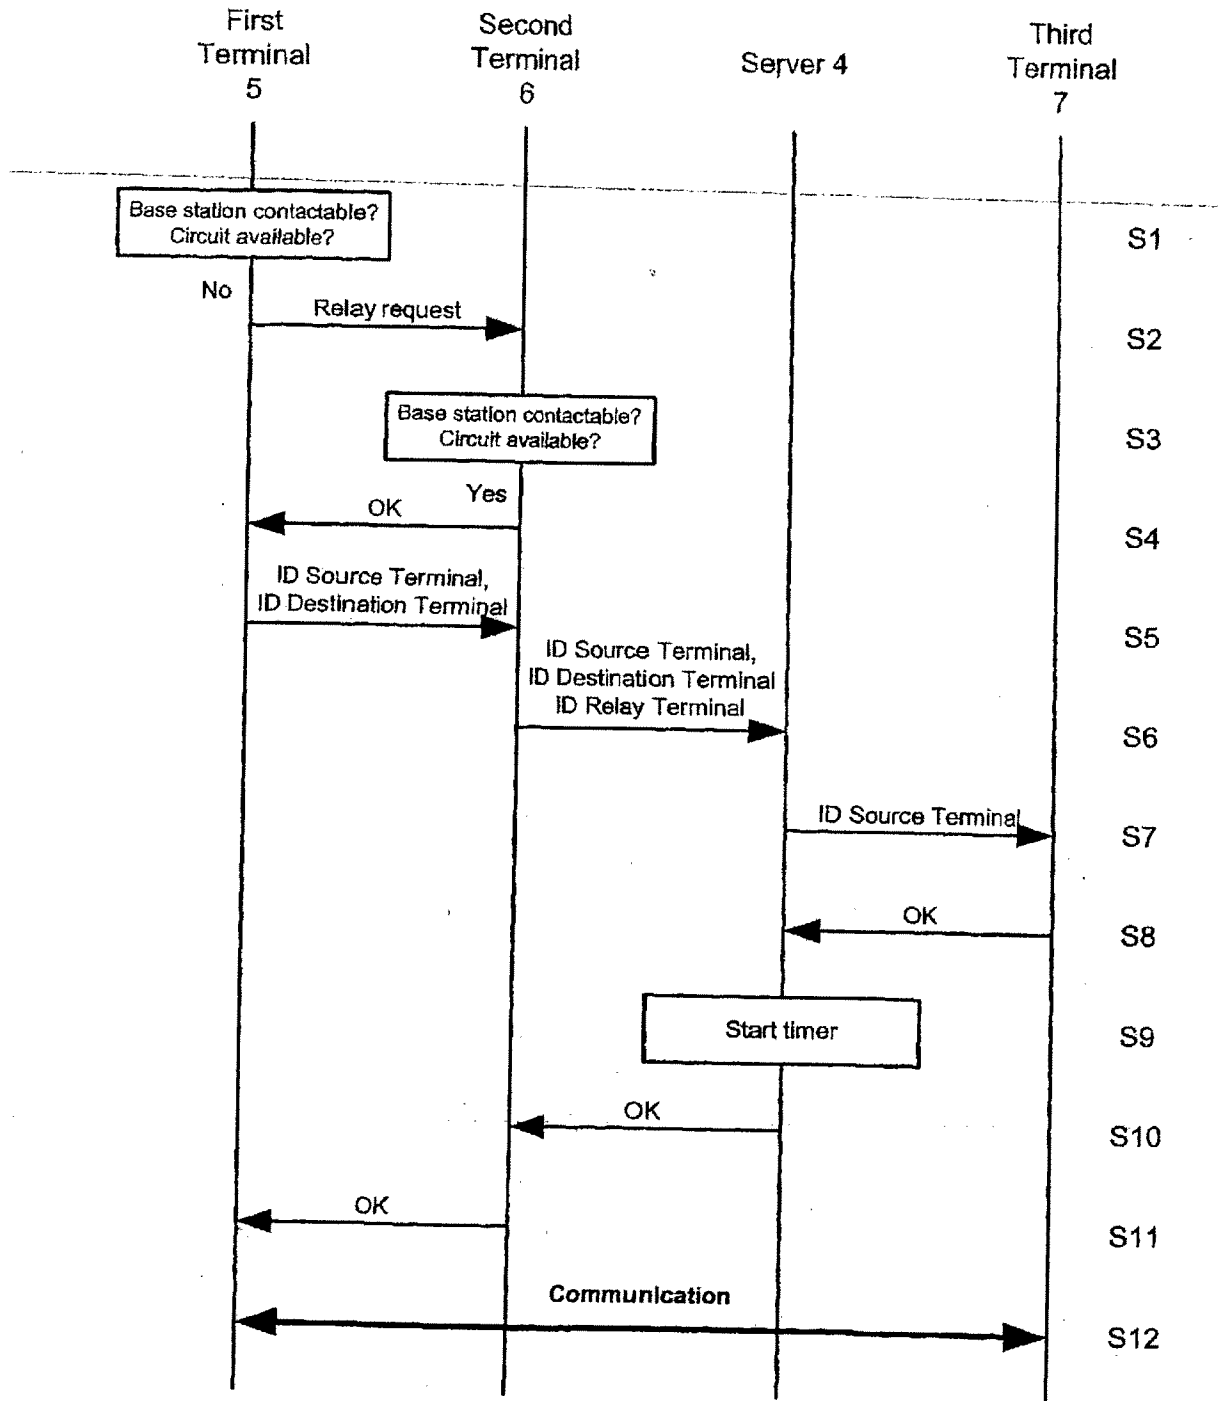 First
Terminal
5
Second
Terminal
6
Server 4
Third
Terminal
7
Base station contactable?
Circuit available?
S1
No
Relay request
S2
Base station contactable?
Circuit available?
S3
Yes
OK
S4
ID Source Terminal,
ID Destination Terminal
S5
ID Source Terminal,
ID Destination Terminal
ID Relay Terminal
S6
ID Source Terminal
S7
OK
S8
Start timer
S9
OK
S10
OK
S11
Communication
S12